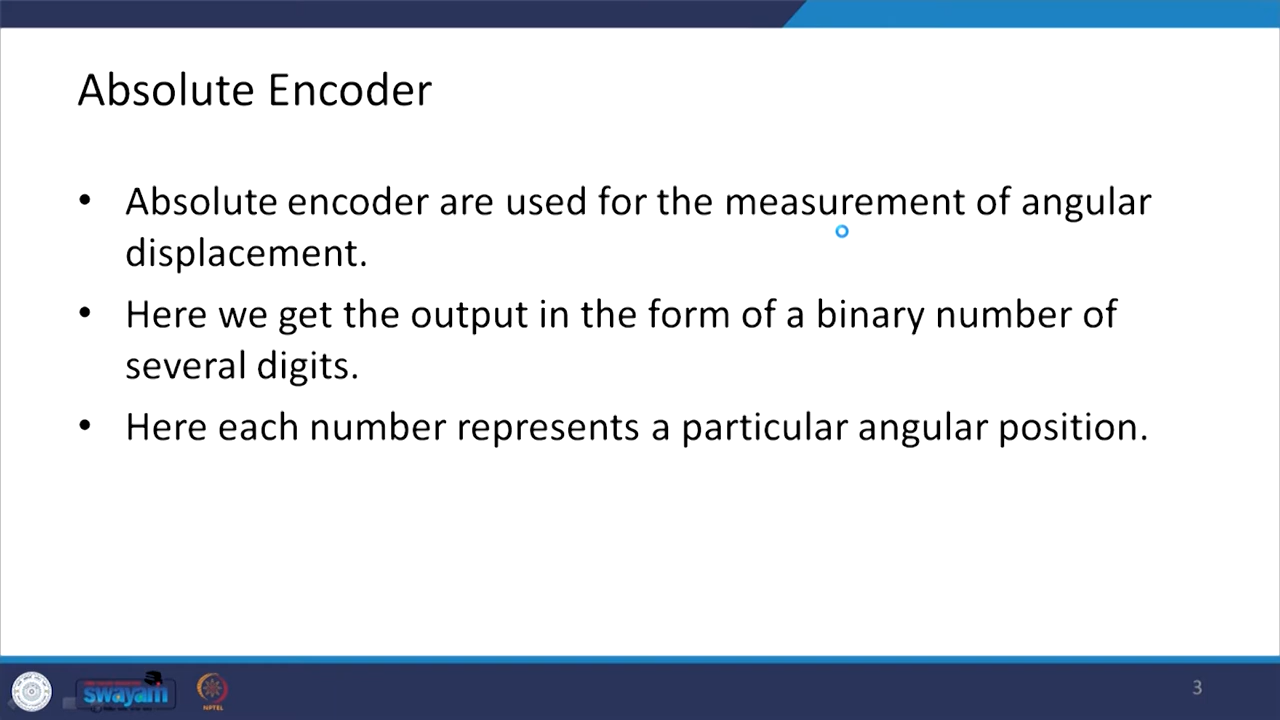 Absolute Encoder
• Absolute encoder are used for the measurement of angular
displacement.
• Here we get the output in the form of a binary number of
several digits.
• Here each number represents a particular angular position.
swayam
NPTEL
3